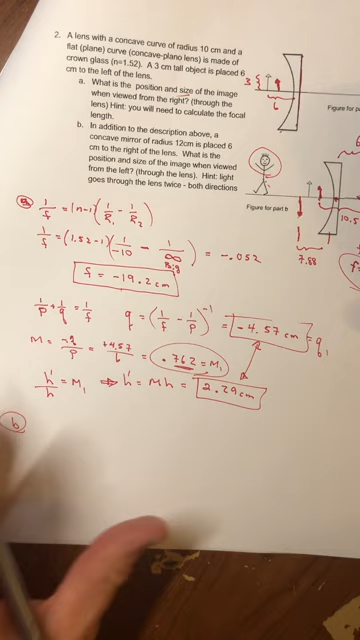 2. A lens with a concave curve of radius 10 cm and a
flat (plane) curve (concave-plano lens) is made of
crown glass (n=1.52). A 3 cm tall object is placed 6
cm to the left of the lens.
a. What is the position and size of the image
when viewed from the right? (through the
lens) Hint: you will need to calculate the focal
length.
b. In addition to the description above, a
concave mirror of radius 12cm is placed 6
cm to the right of the lens. What is the
position and size of the image when viewed
from the left? (through the lens). Hint: light
goes through the lens twice - both directions
3
6
Figure for pa
6
10.5
7.88
Figure for part b
a 1/f = (n-1)(1/R₁ - 1/R₂)
1/f = (1.52-1)(1/-10 - 1/∞) = -.052
Big
f = -19.2 cm
1/p + 1/q = 1/f q = (1/f - 1/p)⁻¹ = -4.57 cm = q₁
M = -q/p = +4.57/6 = .762 = M₁
h'/h = M₁ ⇒ h' = Mh = 2.29 cm
b